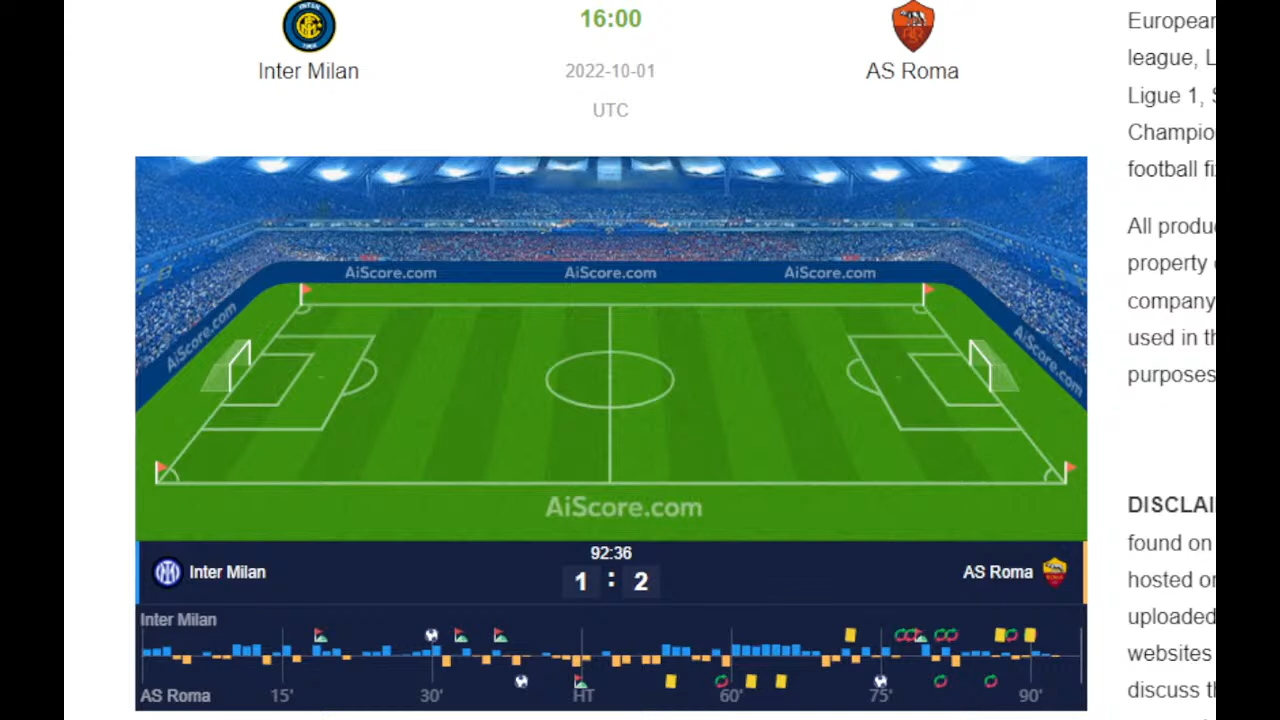 16:00
Inter Milan
AS Roma
2022-10-01
UTC
AiScore.com AiScore.com AiScore.com
AiScore.com
AiScore.com
AiScore.com
92:36
Inter Milan
1 : 2
AS Roma
Inter Milan
AS Roma 15' 30' HT 60' 75' 90'
European
league, L
Ligue 1, S
Champio
football fi
All produ
property
company
used in th
purposes
DISCLAI
found on
hosted or
uploaded
websites
discuss th